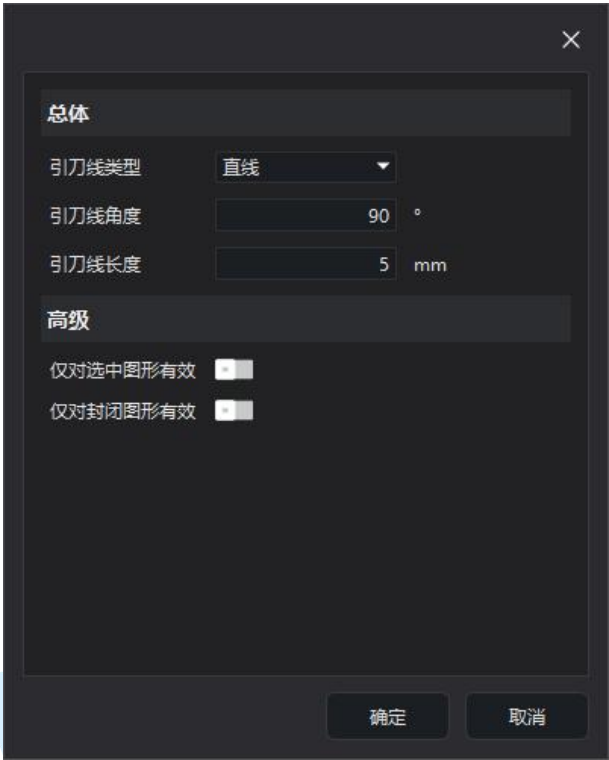 总体
引刀线类型 直线
引刀线角度 90 °
引刀线长度 5 mm
高级
仅对选中图形有效
仅对封闭图形有效
确定 取消